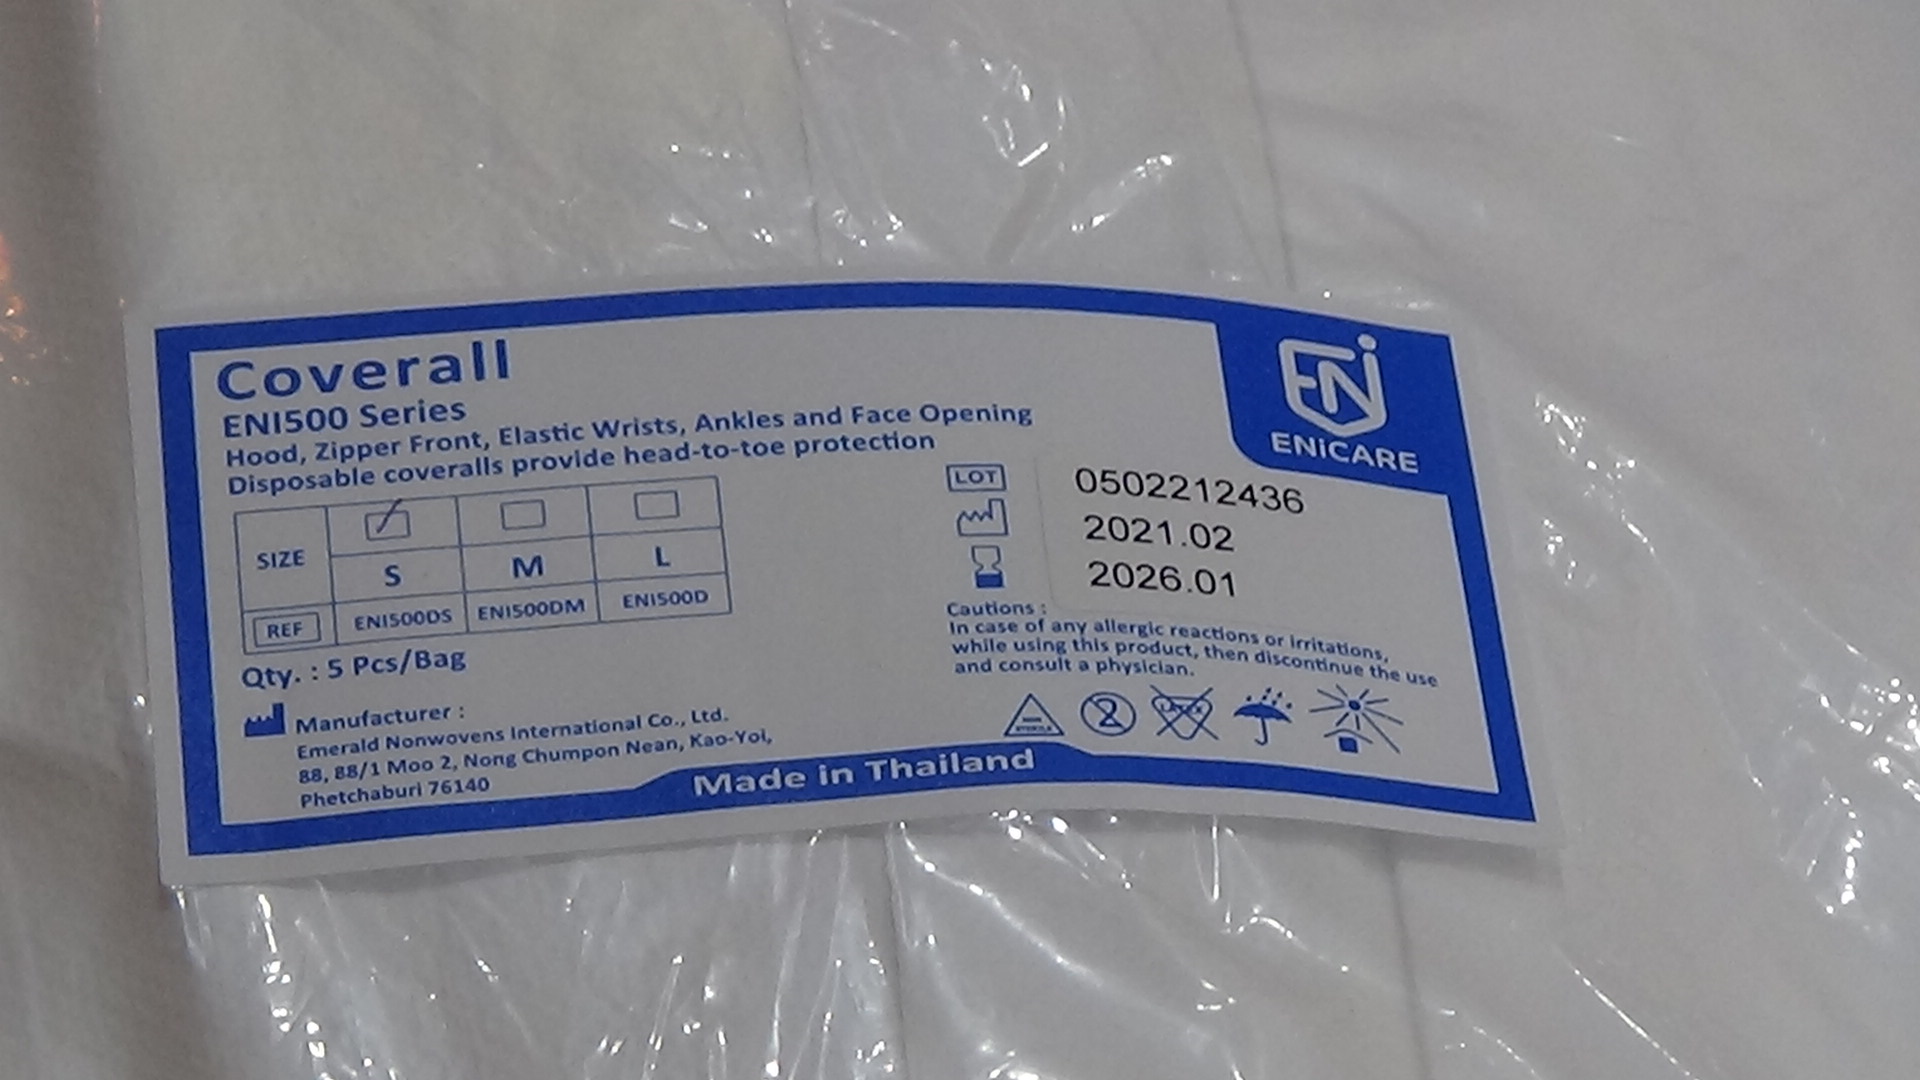 Coverall
ENI500 Series
Hood, Zipper Front, Elastic Wrists, Ankles and Face Opening
Disposable coveralls provide head-to-toe protection
SIZE S M L
REF ENI500DS ENI500DM ENI500D
Qty. : 5 Pcs/Bag
Manufacturer :
Emerald Nonwovens International Co., Ltd.
88, 88/1 Moo 2, Nong Chumpon Nean, Kao-Yoi,
Phetchaburi 76140
Made in Thailand
ENi
ENiCARE
LOT 0502212436
2021.02
2026.01
Cautions :
In case of any allergic reactions or irritations,
while using this product, then discontinue the use
and consult a physician.
NON STERILE
2
LATEX